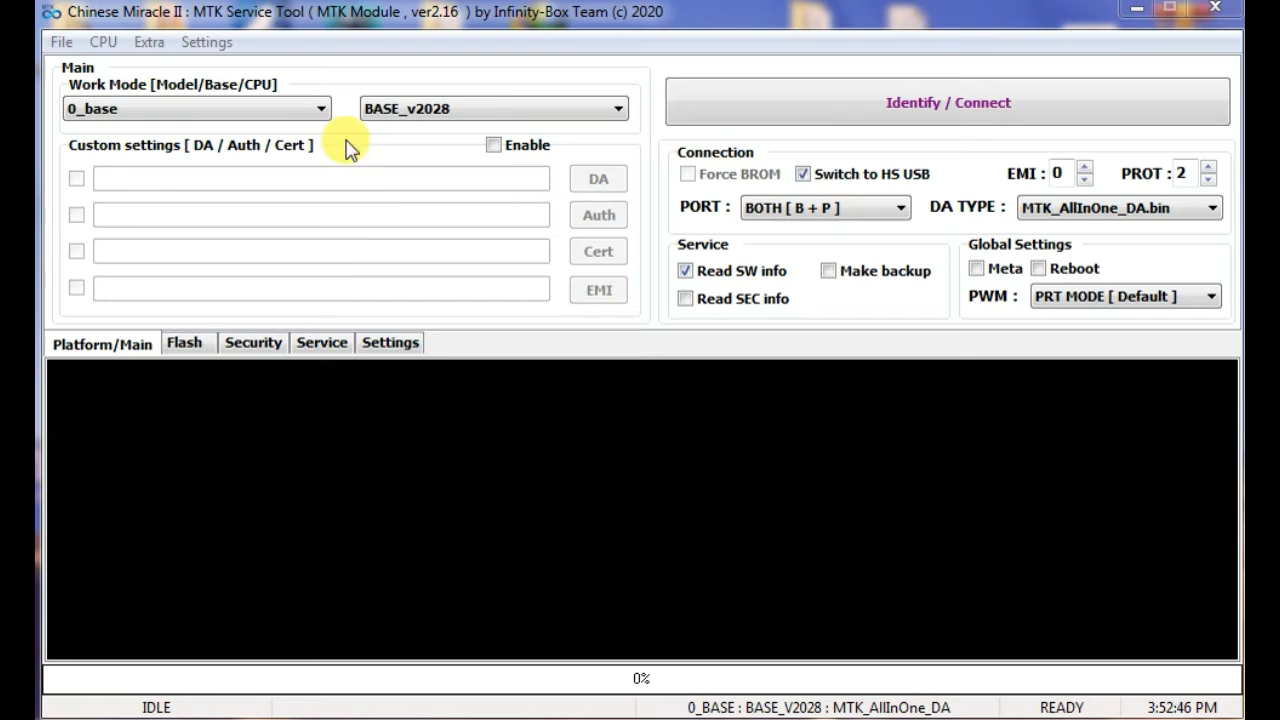 Chinese Miracle II : MTK Service Tool ( MTK Module , ver2.16 ) by Infinity-Box Team (c) 2020
File CPU Extra Settings
Main
Work Mode [Model/Base/CPU]
0_base BASE_v2028
Identify / Connect
Custom settings [ DA / Auth / Cert ] Enable
DA
Auth
Cert
EMI
Connection
Force BROM Switch to HS USB EMI : 0 PROT : 2
PORT : BOTH [ B + P ] DA TYPE : MTK_AllInOne_DA.bin
Service
Read SW info Make backup
Read SEC info
Global Settings
Meta Reboot
PWM : PRT MODE [ Default ]
Platform/Main Flash Security Service Settings
0%
IDLE 0_BASE : BASE_V2028 : MTK_AllInOne_DA READY 3:52:46 PM